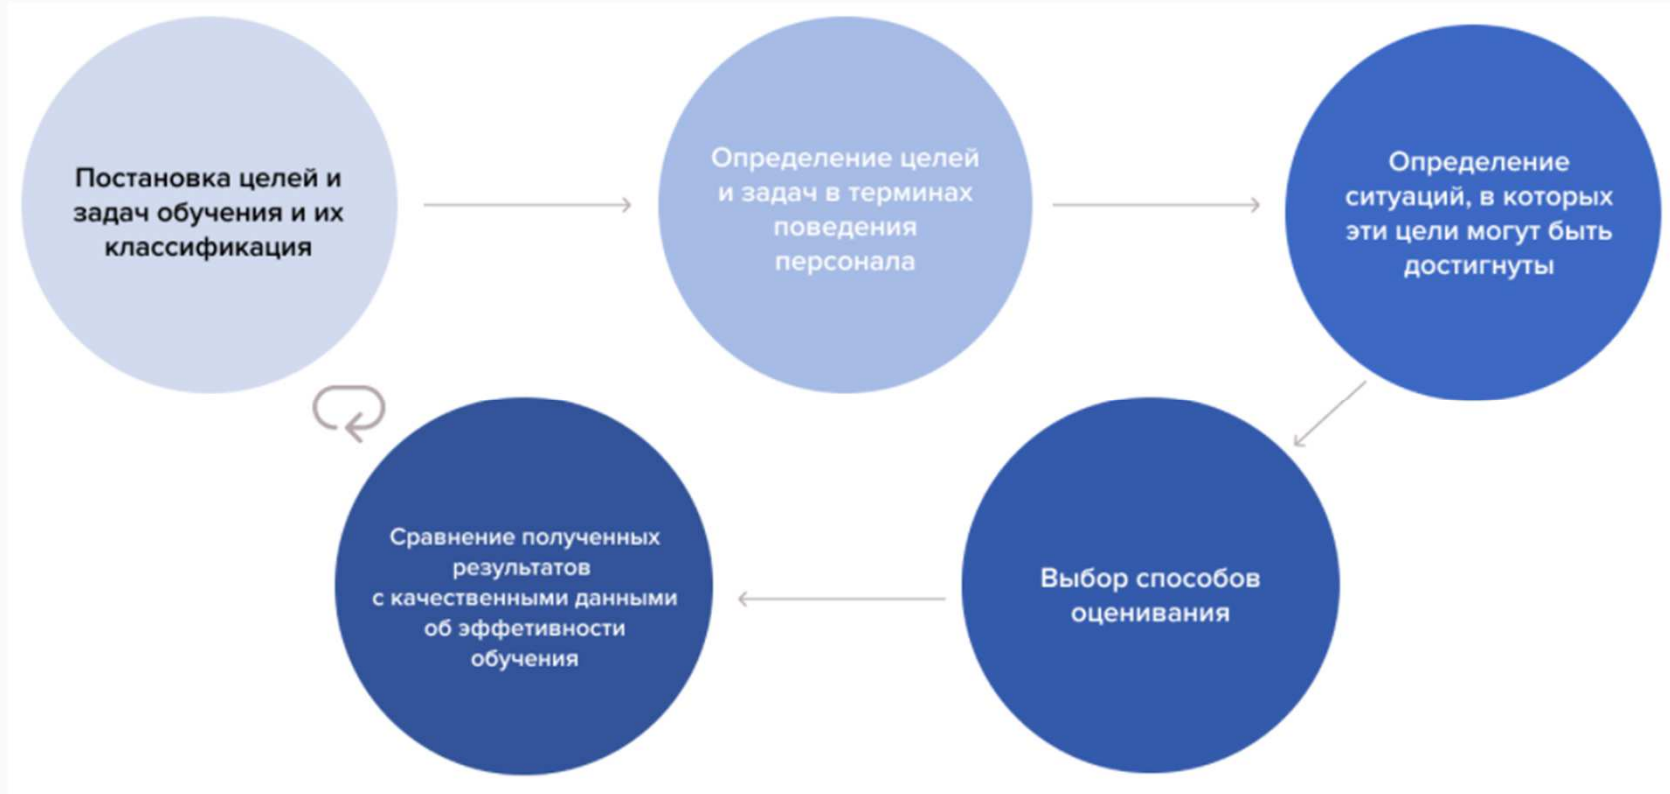 Постановка целей и
задач обучения и их
классификация
Определение целей
и задач в терминах
поведения
персонала
Определение
ситуаций, в которых
эти цели могут быть
достигнуты
Выбор способов
оценивания
Сравнение полученных
результатов
с качественными данными
об эффетивности
обучения